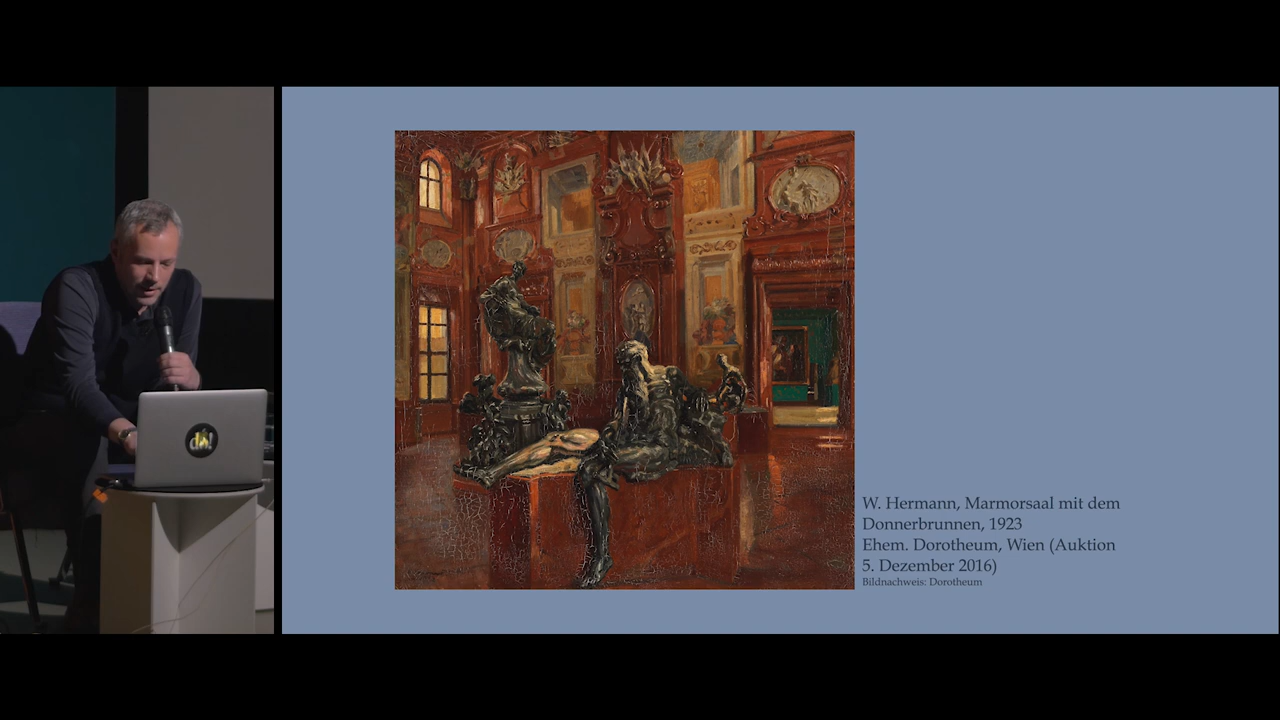 W. Hermann, Marmorsaal mit dem
Donnerbrunnen, 1923
Ehem. Dorotheum, Wien (Auktion
5. Dezember 2016)
Bildnachweis: Dorotheum